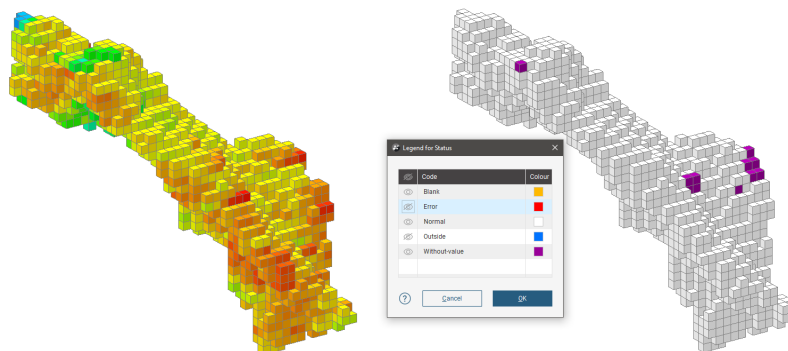 Legend for Status
Code Colour
Blank
Error
Normal
Outside
Without-value
? Cancel OK